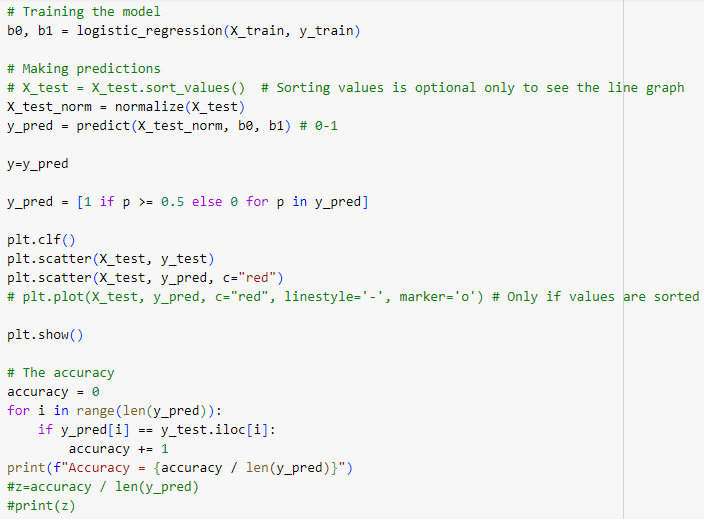 # Training the model
b0, b1 = logistic_regression(X_train, y_train)
# Making predictions
# X_test = X_test.sort_values()  # Sorting values is optional only to see the line graph
X_test_norm = normalize(X_test)
y_pred = predict(X_test_norm, b0, b1) # 0-1
y=y_pred
y_pred = [1 if p >= 0.5 else 0 for p in y_pred]
plt.clf()
plt.scatter(X_test, y_test)
plt.scatter(X_test, y_pred, c="red")
# plt.plot(X_test, y_pred, c="red", linestyle='-', marker='o') # Only if values are sorted
plt.show()
# The accuracy
accuracy = 0
for i in range(len(y_pred)):
    if y_pred[i] == y_test.iloc[i]:
        accuracy += 1
print(f"Accuracy = {accuracy / len(y_pred)}")
#z=accuracy / len(y_pred)
#print(z)